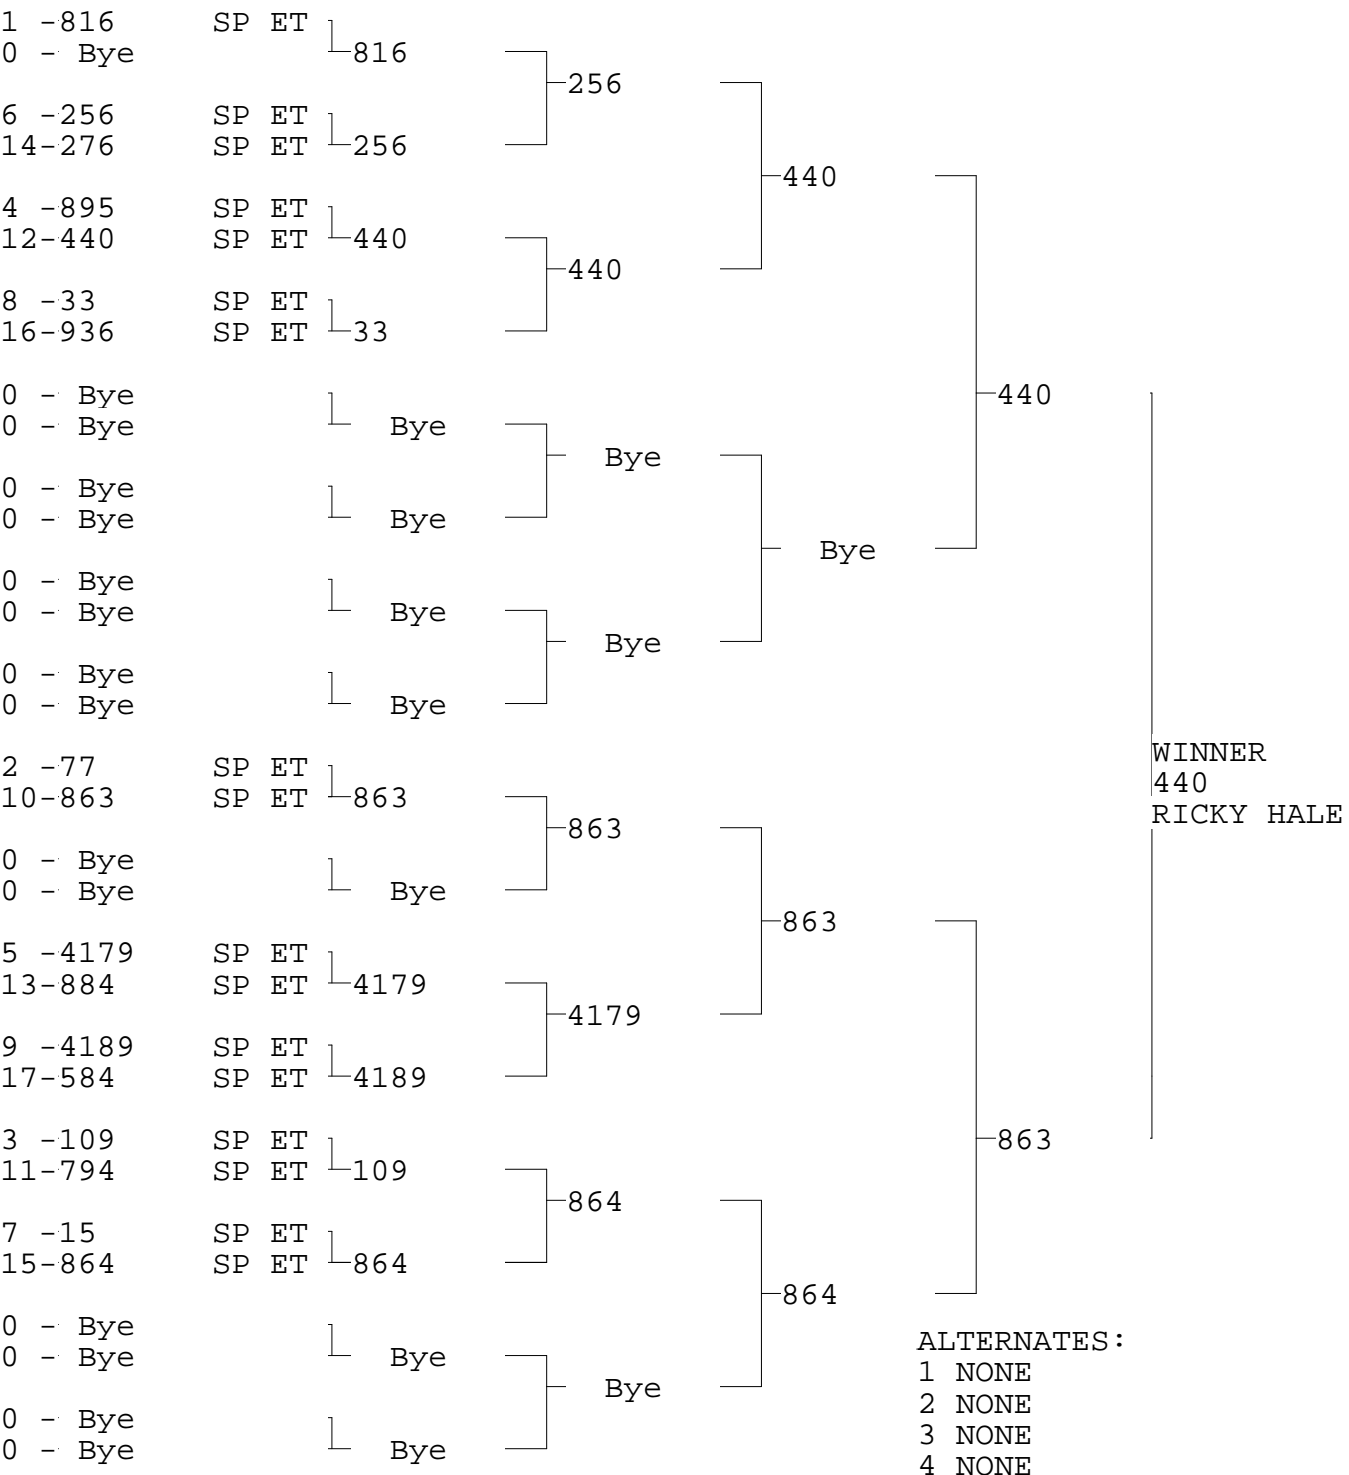 1 -816 SP ET
816
0 - Bye
256
6 -256 SP ET
14-276 SP ET 256
440
4 -895 SP ET
12-440 SP ET 440
440
8 -33 SP ET
16-936 SP ET 33
0 - Bye 440
0 - Bye Bye
Bye
0 - Bye
0 - Bye Bye
Bye
0 - Bye
0 - Bye Bye
Bye
0 - Bye
0 - Bye Bye
WINNER
2 -77 SP ET
440
10-863 SP ET 863
RICKY HALE
863
0 - Bye
0 - Bye Bye
863
5 -4179 SP ET
13-884 SP ET 4179
4179
9 -4189 SP ET
17-584 SP ET 4189
3 -109 SP ET 863
11-794 SP ET 109
864
7 -15 SP ET
15-864 SP ET 864
864
0 - Bye
ALTERNATES:
0 - Bye Bye
1 NONE
Bye
2 NONE
0 - Bye
3 NONE
0 - Bye Bye
4 NONE